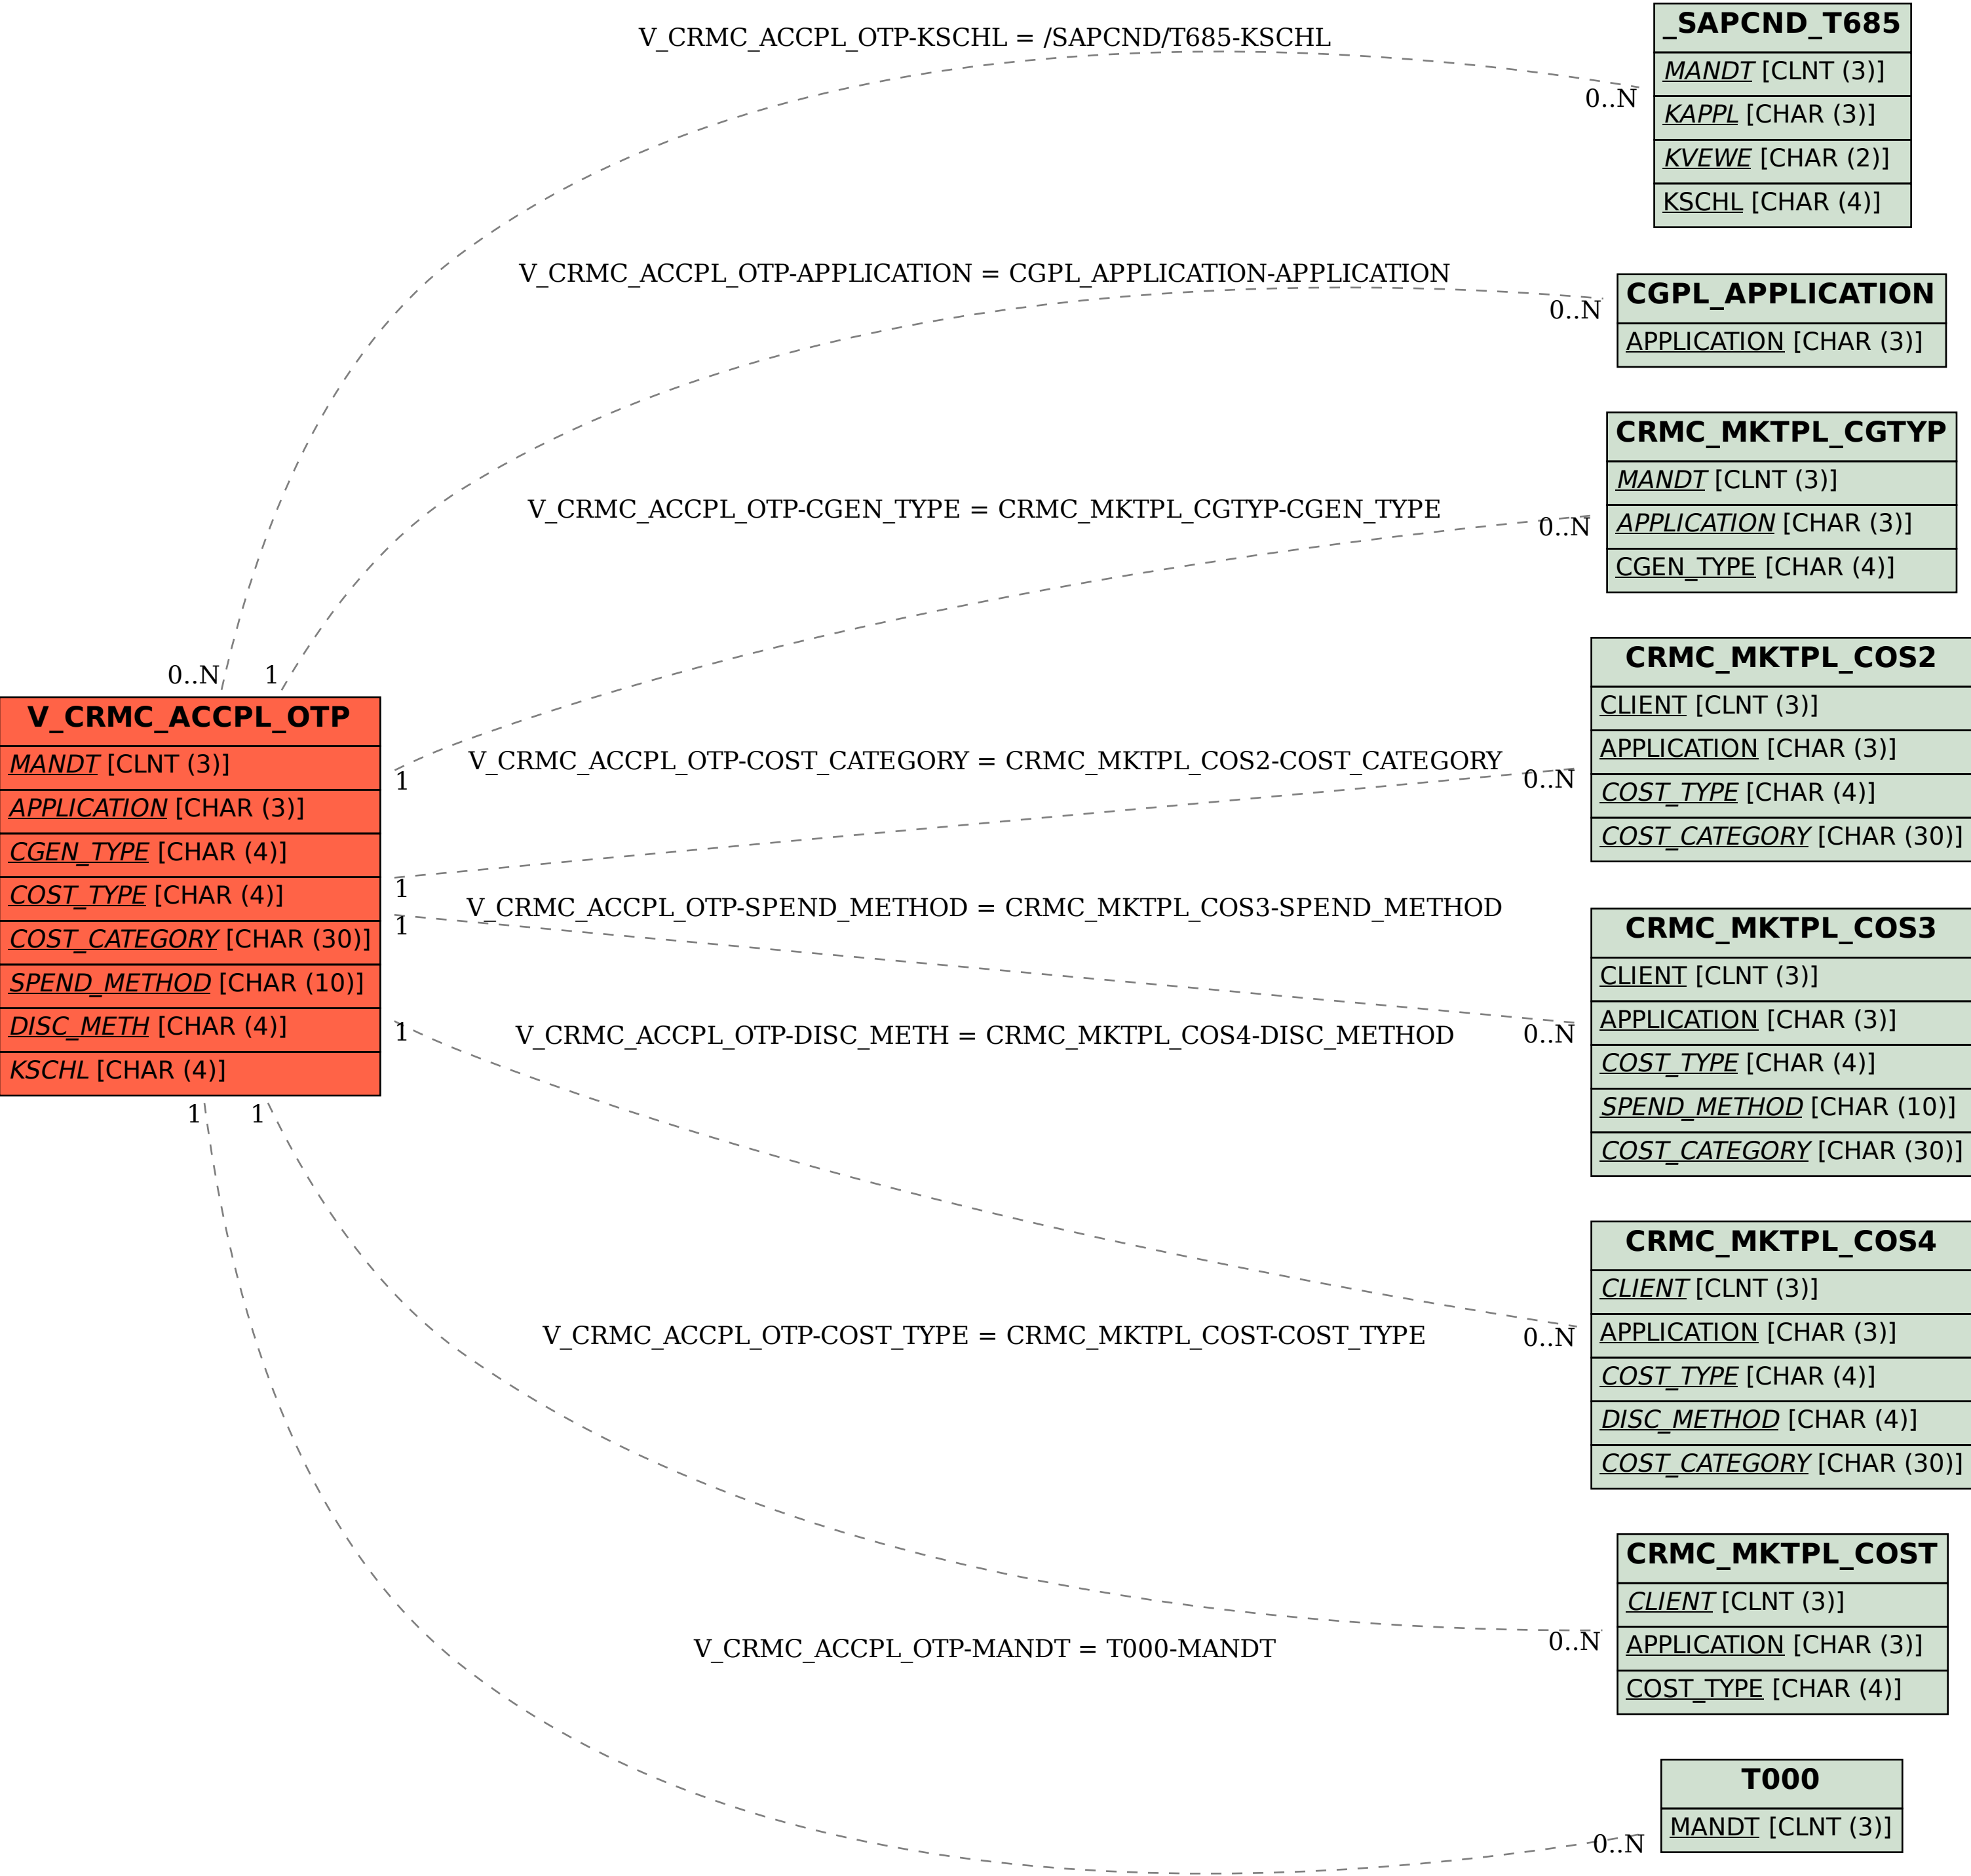 V_CRMC_ACCPL_OTP-KSCHL = /SAPCND/T685-KSCHL
0..N
_SAPCND_T685
MANDT [CLNT (3)]
KAPPL [CHAR (3)]
KVEWE [CHAR (2)]
KSCHL [CHAR (4)]
V_CRMC_ACCPL_OTP-APPLICATION = CGPL_APPLICATION-APPLICATION
0..N
CGPL_APPLICATION
APPLICATION [CHAR (3)]
V_CRMC_ACCPL_OTP-CGEN_TYPE = CRMC_MKTPL_CGTYP-CGEN_TYPE
0..N
CRMC_MKTPL_CGTYP
MANDT [CLNT (3)]
APPLICATION [CHAR (3)]
CGEN_TYPE [CHAR (4)]
0..N
1
V_CRMC_ACCPL_OTP
MANDT [CLNT (3)]
APPLICATION [CHAR (3)]
CGEN_TYPE [CHAR (4)]
COST_TYPE [CHAR (4)]
COST_CATEGORY [CHAR (30)]
SPEND_METHOD [CHAR (10)]
DISC_METH [CHAR (4)]
KSCHL [CHAR (4)]
1
V_CRMC_ACCPL_OTP-COST_CATEGORY = CRMC_MKTPL_COS2-COST_CATEGORY
0..N
1
CRMC_MKTPL_COS2
CLIENT [CLNT (3)]
APPLICATION [CHAR (3)]
COST_TYPE [CHAR (4)]
COST_CATEGORY [CHAR (30)]
V_CRMC_ACCPL_OTP-SPEND_METHOD = CRMC_MKTPL_COS3-SPEND_METHOD
1
0..N
CRMC_MKTPL_COS3
CLIENT [CLNT (3)]
APPLICATION [CHAR (3)]
COST_TYPE [CHAR (4)]
SPEND_METHOD [CHAR (10)]
COST_CATEGORY [CHAR (30)]
1
V_CRMC_ACCPL_OTP-DISC_METH = CRMC_MKTPL_COS4-DISC_METHOD
0..N
CRMC_MKTPL_COS4
CLIENT [CLNT (3)]
APPLICATION [CHAR (3)]
COST_TYPE [CHAR (4)]
DISC_METHOD [CHAR (4)]
COST_CATEGORY [CHAR (30)]
1
1
V_CRMC_ACCPL_OTP-COST_TYPE = CRMC_MKTPL_COST-COST_TYPE
0..N
CRMC_MKTPL_COST
CLIENT [CLNT (3)]
APPLICATION [CHAR (3)]
COST_TYPE [CHAR (4)]
V_CRMC_ACCPL_OTP-MANDT = T000-MANDT
0..N
T000
MANDT [CLNT (3)]